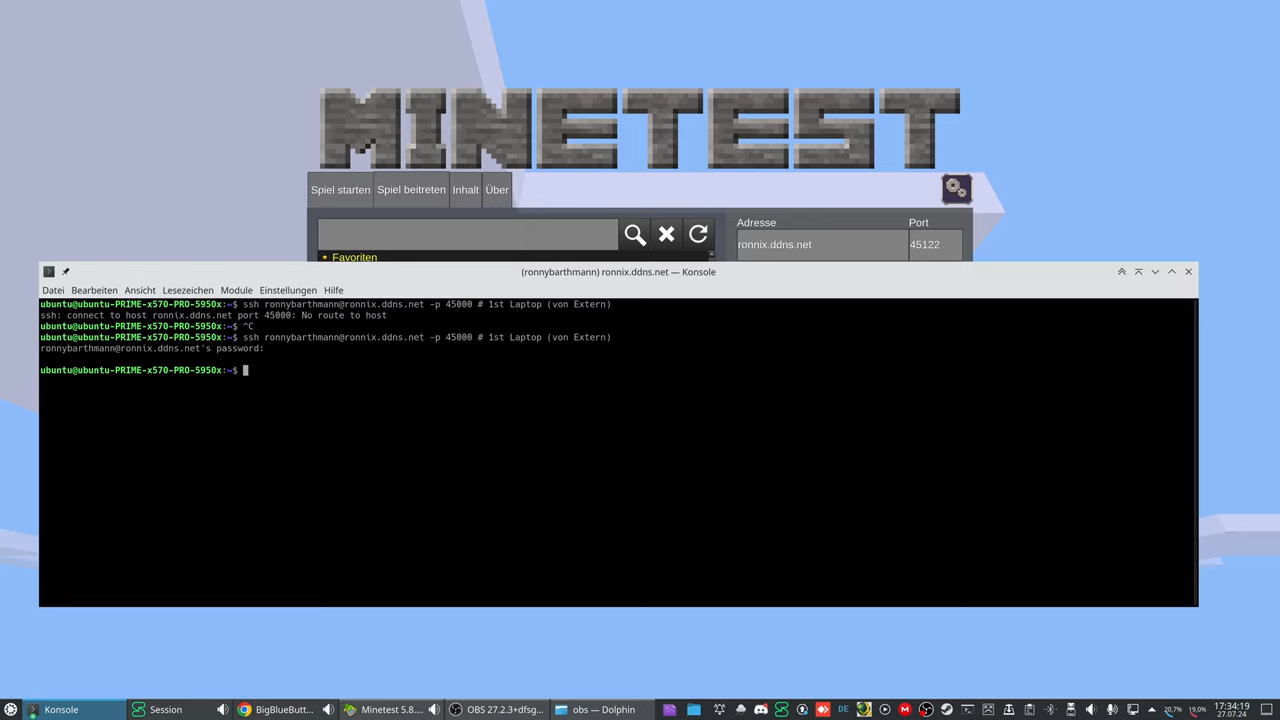 MINETEST
Spiel starten
Spiel beitreten
Inhalt
Über
Adresse
Port
ronnix.ddns.net
45122
Favoriten
(ronnybarthmann) ronnix.ddns.net — Konsole
Datei Bearbeiten Ansicht Lesezeichen Module Einstellungen Hilfe
ubuntu@ubuntu-PRIME-x570-PRO-5950x:~$ ssh ronnybarthmann@ronnix.ddns.net -p 45000 # 1st Laptop (von Extern)
ssh: connect to host ronnix.ddns.net port 45000: No route to host
ubuntu@ubuntu-PRIME-x570-PRO-5950x:~$ ^C
ubuntu@ubuntu-PRIME-x570-PRO-5950x:~$ ssh ronnybarthmann@ronnix.ddns.net -p 45000 # 1st Laptop (von Extern)
ronnybarthmann@ronnix.ddns.net's password:
ubuntu@ubuntu-PRIME-x570-PRO-5950x:~$
Konsole
Session
BigBlueButt...
Minetest 5.8....
OBS 27.2.3+dfsg...
obs — Dolphin
DE
20,7%
19,0%
17:34:19
27.07.24